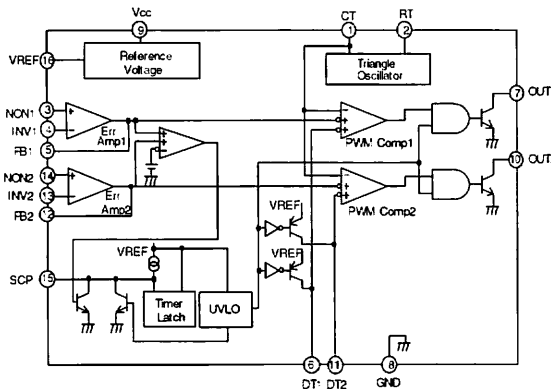 Vcc
CT
RT
9
1
2
VREF
16
Reference
Voltage
Triangle
Oscillator
NON1
3
INV1
4
FB1
5
Err
Amp1
PWM Comp1
7
OUT
NON2
14
INV2
13
FB2
12
Err
Amp2
PWM Comp2
10
OUT
VREF
VREF
VREF
SCP
15
Timer
Latch
UVLO
6
11
8
DT1
DT2
GND
+
-
+
-
+
+
-
-
+
+
-
+
+